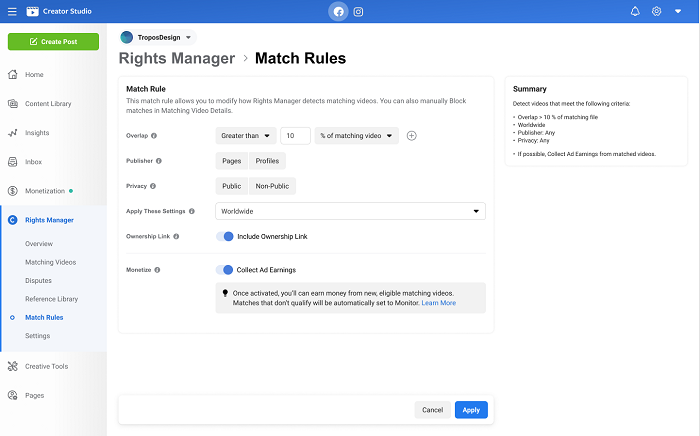 Creator Studio
Create Post
Home
Content Library
Insights
Inbox
Monetization
Rights Manager
Overview
Matching Videos
Disputes
Reference Library
Match Rules
Settings
Creative Tools
Pages
TroposDesign
Rights Manager > Match Rules
Match Rule
This match rule allows you to modify how Rights Manager detects matching videos. You can also manually Block
matches in Matching Video Details.
Overlap Greater than 10 % of matching video
Publisher Pages Profiles
Privacy Public Non-Public
Apply These Settings Worldwide
Ownership Link Include Ownership Link
Monetize Collect Ad Earnings
Once activated, you'll can earn money from new, eligible matching videos.
Matches that don't qualify will be automatically set to Monitor. Learn More
Cancel Apply
Summary
Detect videos that meet the following criteria:
• Overlap > 10 % of matching file
• Worldwide
• Publisher: Any
• Privacy: Any
• If possible, Collect Ad Earnings from matched videos.